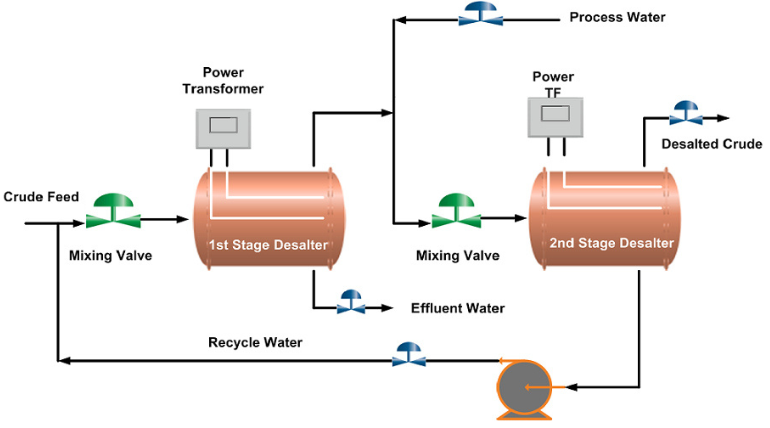 Process Water
Power
Transformer
Power
TF
Desalted Crude
Crude Feed
1st Stage Desalter
2nd Stage Desalter
Mixing Valve
Mixing Valve
Effluent Water
Recycle Water